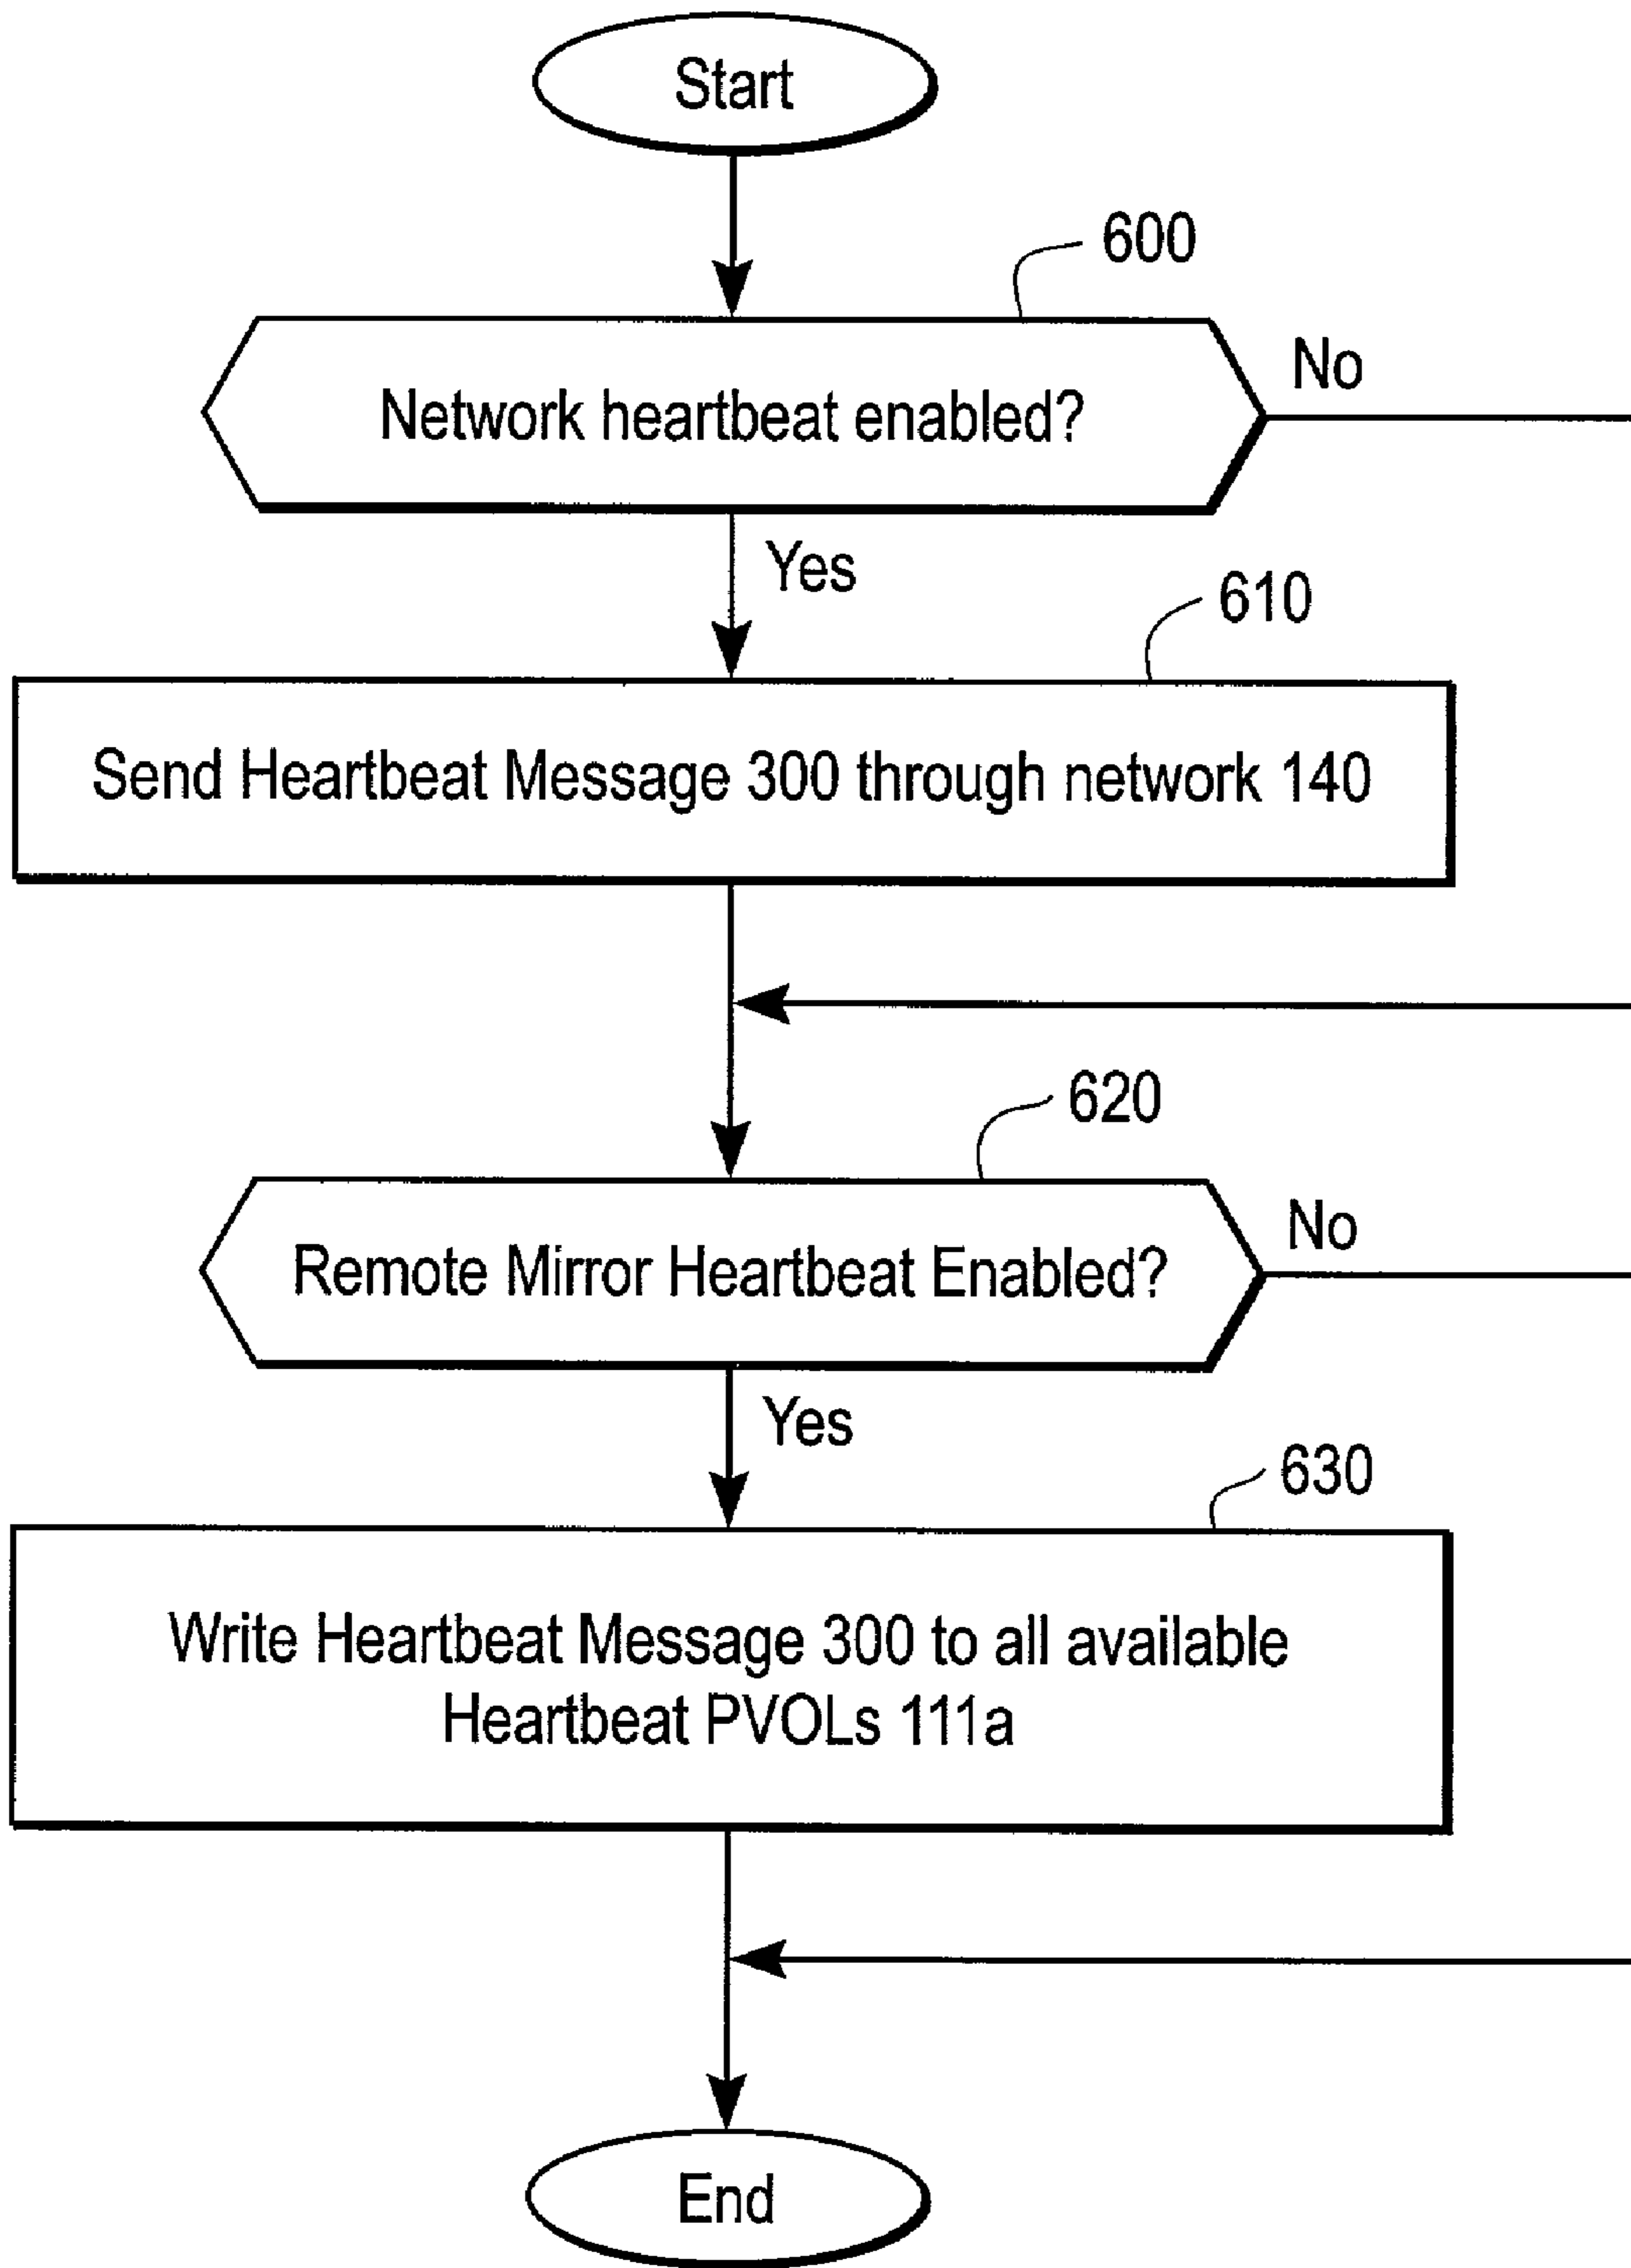 Start
600
Network heartbeat enabled?
No
Yes
610
Send Heartbeat Message 300 through network 140
620
Remote Mirror Heartbeat Enabled?
No
Yes
630
Write Heartbeat Message 300 to all available
Heartbeat PVOLs 111a
End